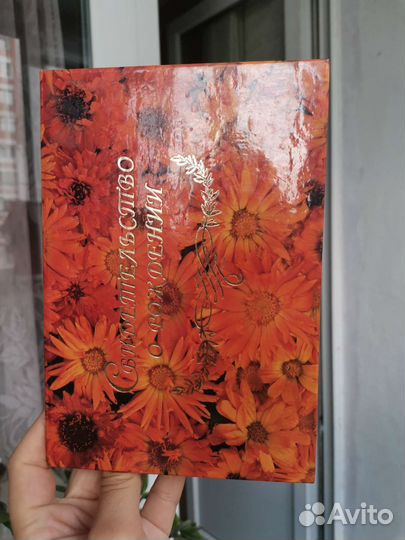 Свидетельство
о рождении
Avito